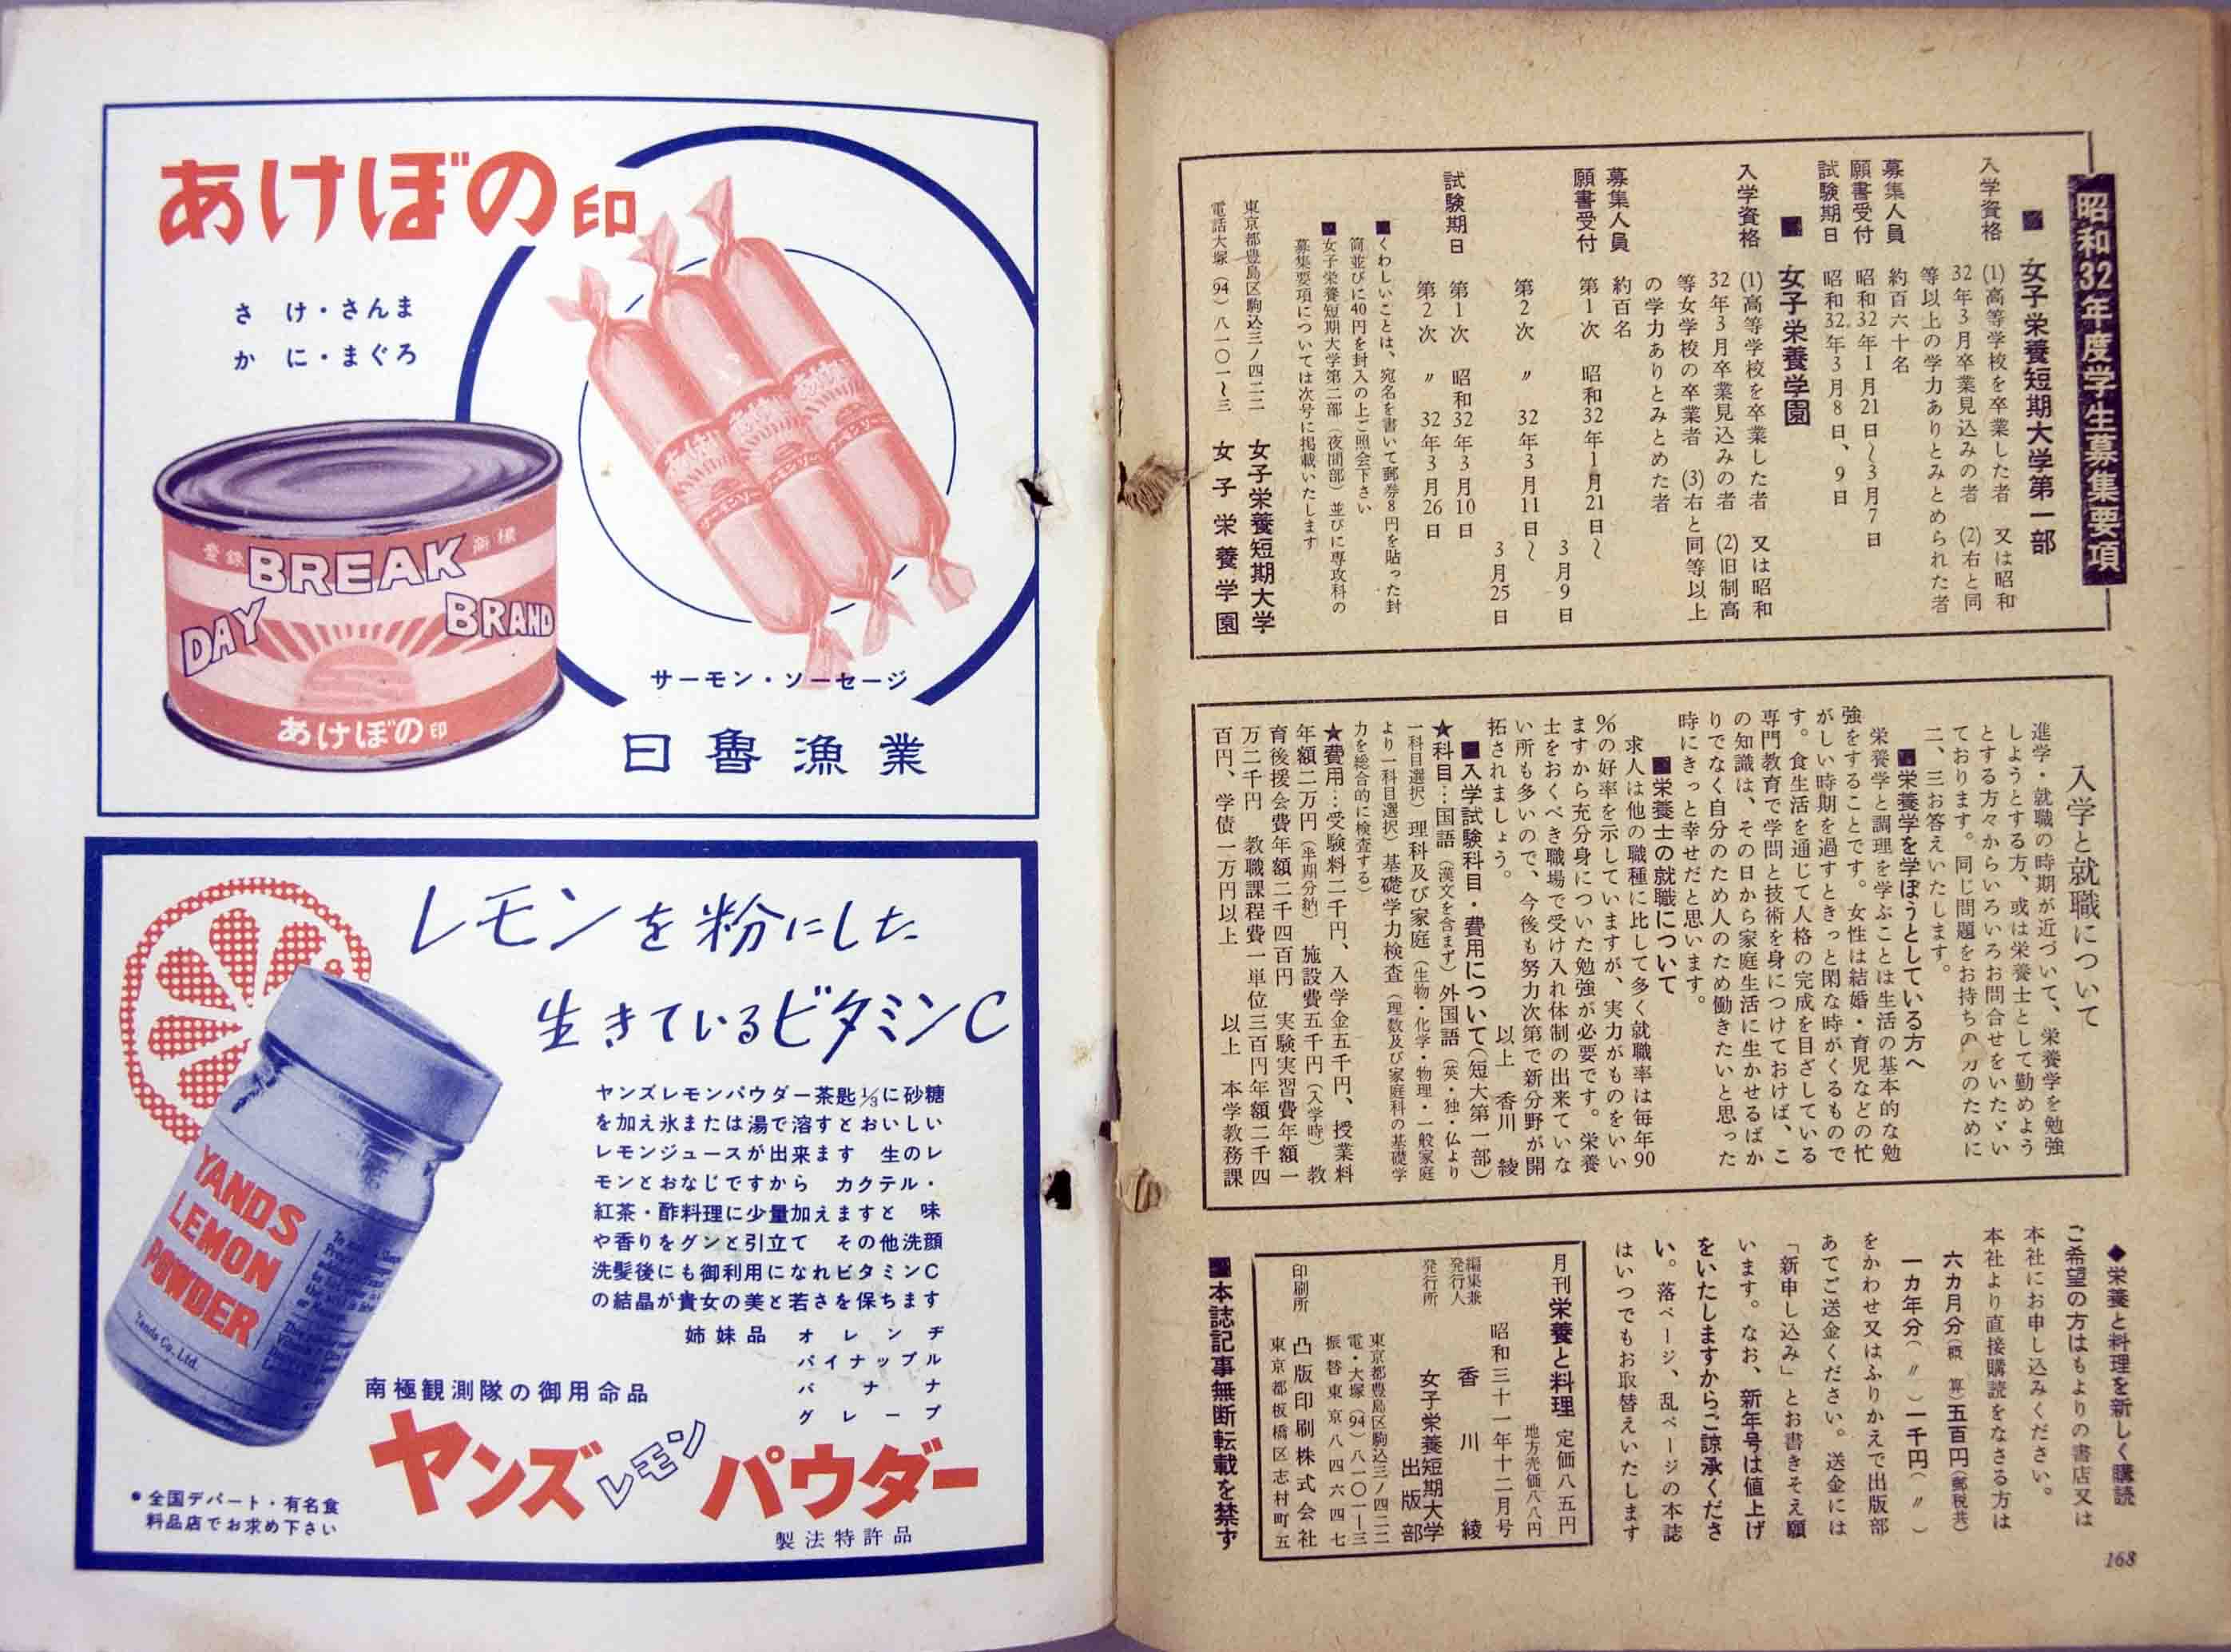 昭和32年度学生募集要項
■ 女子栄養短期大学第一部
入学資格 (1)高等学校を卒業した者 又は昭和
32年3月卒業見込みの者 (2)右と同
等以上の学力ありとみとめられた者
募集人員 約百六十名
願書受付 昭和32年1月21日〜3月7日
試験期日 昭和32年3月8日、9日
■ 女子栄養学園
入学資格 (1)高等学校を卒業した者 又は昭和
32年3月卒業見込みの者 (2)旧制高
等女学校の卒業者 (3)右と同等以上
の学力ありとみとめた者
募集人員 約百名
願書受付 第1次 昭和32年1月21日〜
3月9日
第2次 〃 32年3月11日〜
3月25日
試験期日 第1次 昭和32年3月10日
第2次 〃 32年3月26日
■くわしいことは、宛名を書いて郵券8円を貼った封
筒並びに40円を封入の上ご照会下さい
■女子栄養短期大学第二部（夜間部）並びに専攻科の
募集要項については次号に掲載いたします
東京都豊島区駒込三ノ四二二 女子栄養短期大学
電話大塚（94）八一〇一〜三 女子栄養学園
入学と就職について
進学・就職の時期が近づいて、栄養学を勉強
しようとする方、或は栄養士として勤めよう
とする方々からいろいろお問合せをいたゞい
ております。同じ問題をお持ちの方のために
二、三お答えいたします。
■栄養学を学ぼうとしている方へ
栄養学と調理を学ぶことは生活の基本的な勉
強をすることです。女性は結婚・育児などの忙
がしい時期を過すときっと閑な時がくるもので
す。食生活を通じて人格の完成を目ざしている
専門教育で学問と技術を身につけておけば、こ
の知識は、その日から家庭生活に生かせるばか
りでなく自分のため人のため働きたいと思った
時にきっと幸せだと思います。
■栄養士の就職について
求人は他の職種に比して多く就職率は毎年90
％の好率を示していますが、実力がものをいい
ますから充分身についた勉強が必要です。栄養
士をおくべき職場で受け入れ体制の出来ていな
い所も多いので、今後も努力次第で新分野が開
拓されましょう。 以上 香川 綾
■入学試験科目・費用について（短大第一部）
★科目…国語（漢文を含まず）外国語（英・独・仏より
一科目選択）理科及び家庭（生物・化学・物理・一般家庭
より一科目選択）基礎学力検査（理数及び家庭科の基礎学
力を総合的に検査する）
★費用…受験料二千円、入学金五千円、授業料
年額二万円（半期分納） 施設費五千円（入学時） 教
育後援会費年額二千四百円 実験実習費年額一
万二千円 教職課程費一単位三百円年額二千四
百円、学債一万円以上 以上 本学教務課
◆栄養と料理を新しく購読
ご希望の方はもよりの書店又は
本社にお申し込みください。
本社より直接購読をなさる方は
六カ月分（概 算）五百円（郵税共）
一カ年分（ 〃 ）一千円（ 〃 ）
をかわせ又はふりかえで出版部
あてご送金ください。送金には
「新申し込み」とお書きそえ願
います。なお、新年号は値上げ
をいたしますからご諒承くださ
い。落ページ、乱ページの本誌
はいつでもお取替えいたします
月刊 栄養と料理 定価八五円
地方売価八八円
昭和三十一年十二月号
編集兼
発行人 香川 綾
発行所 女子栄養短期大学
出版部
東京都豊島区駒込三ノ四二二
電・大塚（94）八一〇一ー三
振替東京八四六四七
印刷所 凸版印刷株式会社
東京都板橋区志村町五
■本誌記事無断転載を禁ず
168
あけぼの印
さけ・さんま
かに・まぐろ
登録 商標
DAY BREAK BRAND
あけぼの印
サーモン・ソーセージ
日魯漁業
レモンを粉にした
生きているビタミンC
ヤンズレモンパウダー茶匙1/3に砂糖
を加え氷または湯で溶すとおいしい
レモンジュースが出来ます 生のレ
モンとおなじですから カクテル・
紅茶・酢料理に少量加えますと 味
や香りをグンと引立て その他洗顔
洗髪後にも御利用になれビタミンC
の結晶が貴女の美と若さを保ちます
姉妹品 オレンヂ
パイナップル
バナナ
グレープ
YANDS
LEMON
POWDER
Yands Co., Ltd.
南極観測隊の御用命品
ヤンズレモンパウダー
製法特許品
●全国デパート・有名食
料品店でお求め下さい